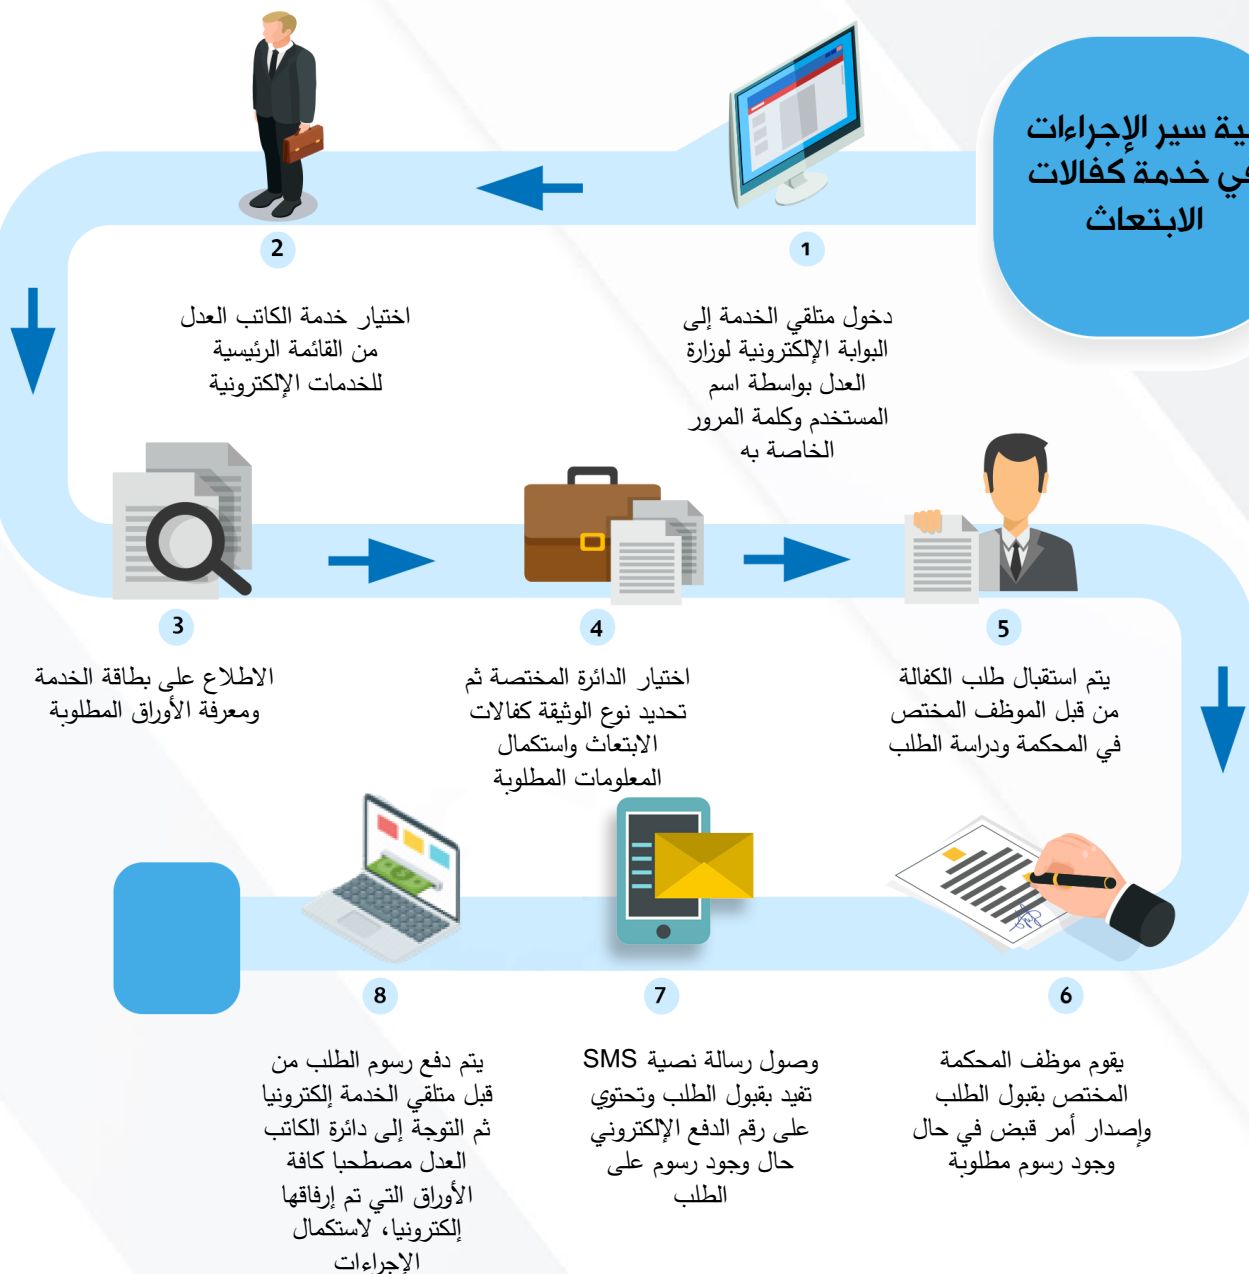 سير الإجراءات
خدمة كفالات
الابتعاث
1
دخول متلقي الخدمة إلى
البوابة الإلكترونية لوزارة
العدل بواسطة اسم
المستخدم وكلمة المرور
الخاصة به
2
اختيار خدمة الكاتب العدل
من القائمة الرئيسية
للخدمات الإلكترونية
3
الاطلاع على بطاقة الخدمة
ومعرفة الأوراق المطلوبة
4
اختيار الدائرة المختصة ثم
تحديد نوع الوثيقة كفالات
الابتعاث واستكمال
المعلومات المطلوبة
5
يتم استقبال طلب الكفالة
من قبل الموظف المختص
في المحكمة ودراسة الطلب
6
يقوم موظف المحكمة
المختص بقبول الطلب
وإصدار أمر قبض في حال
وجود رسوم مطلوبة
7
وصول رسالة نصية SMS
تفيد بقبول الطلب وتحتوي
على رقم الدفع الإلكتروني
حال وجود رسوم على
الطلب
8
يتم دفع رسوم الطلب من
قبل متلقي الخدمة إلكترونيا
ثم التوجة إلى دائرة الكاتب
العدل مصطحبا كافة
الأوراق التي تم إرفاقها
إلكترونيا، لاستكمال
الإجراءات